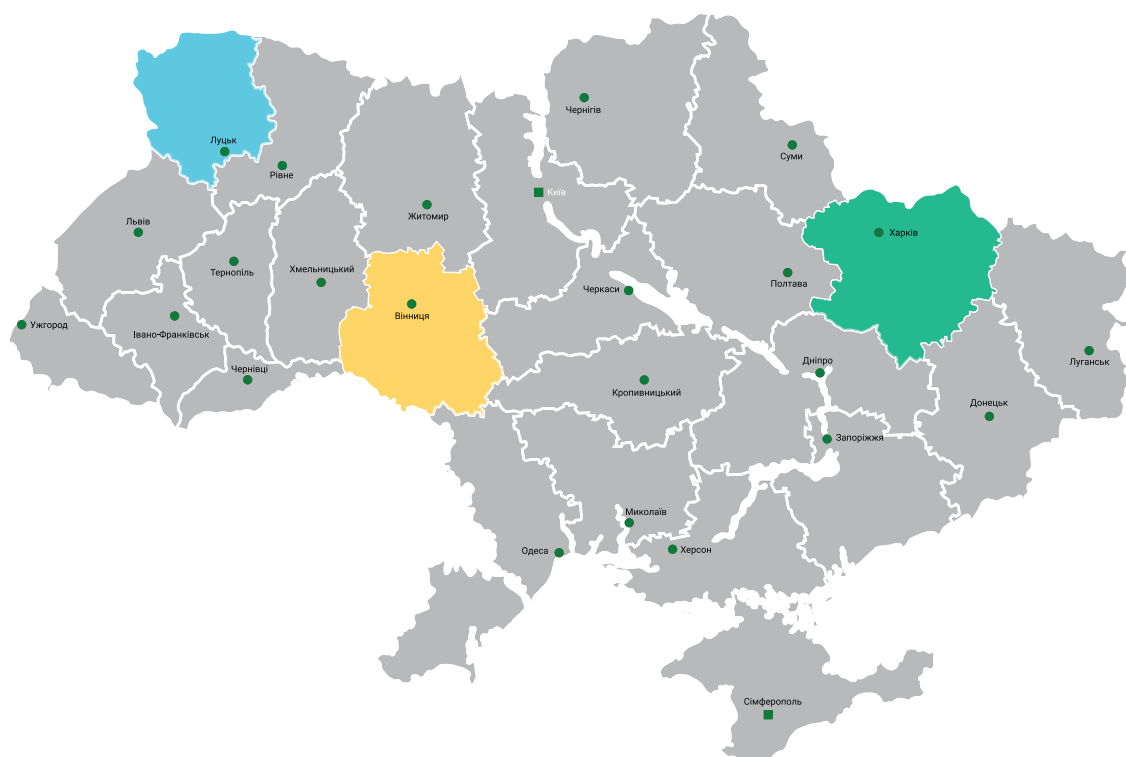 Чернігів
Луцьк
Суми
Рівне
Київ
Житомир
Львів
Харків
Тернопіль
Хмельницький
Полтава
Черкаси
Вінниця
Ужгород
Івано-Франківськ
Дніпро
Луганськ
Чернівці
Кропивницький
Донецьк
Запоріжжя
Миколаїв
Одеса
Херсон
Сімферополь